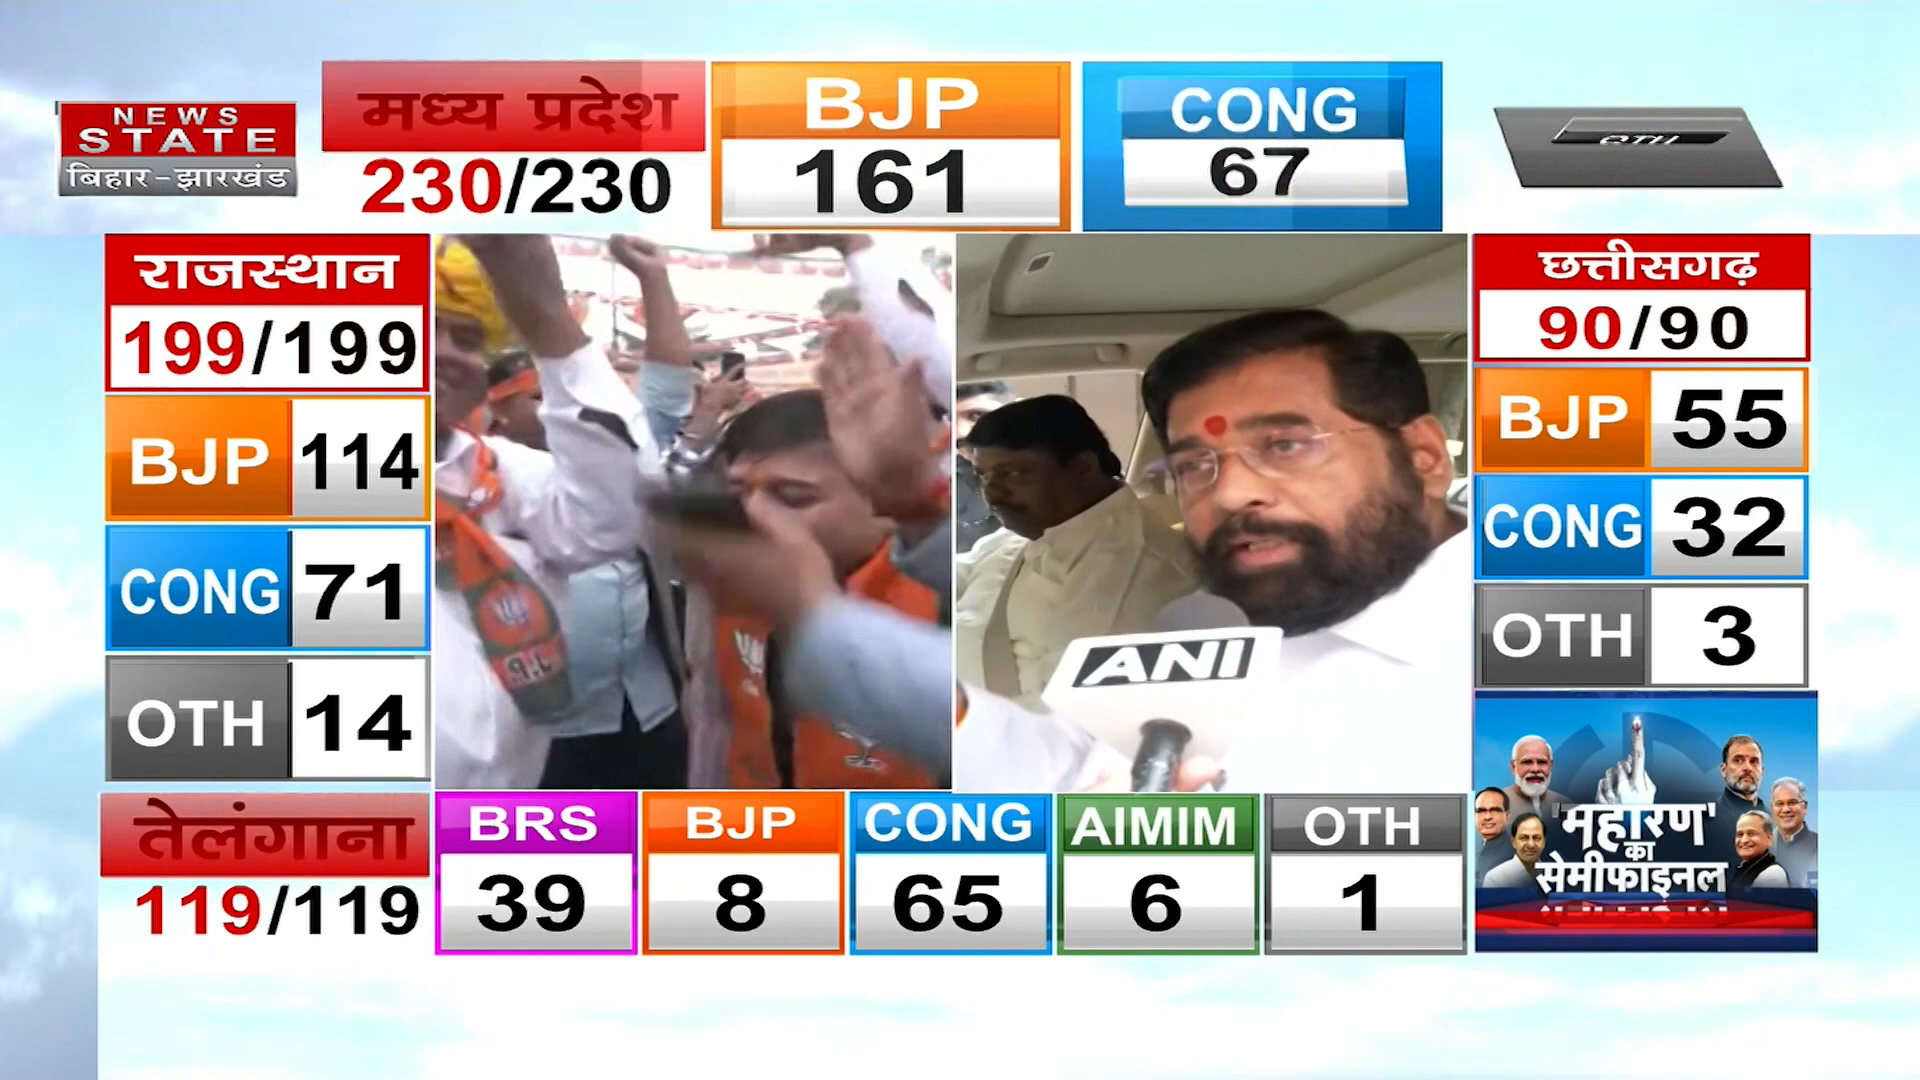 NEWS
STATE
बिहार-झारखंड
मध्य प्रदेश
230/230
BJP
161
CONG
67
OTH
राजस्थान
199/199
BJP 114
CONG 71
OTH 14
ANI
छत्तीसगढ़
90/90
BJP 55
CONG 32
OTH 3
'महारण'
का
सेमीफाइनल
तेलंगाना
119/119
BRS
39
BJP
8
CONG
65
AIMIM
6
OTH
1